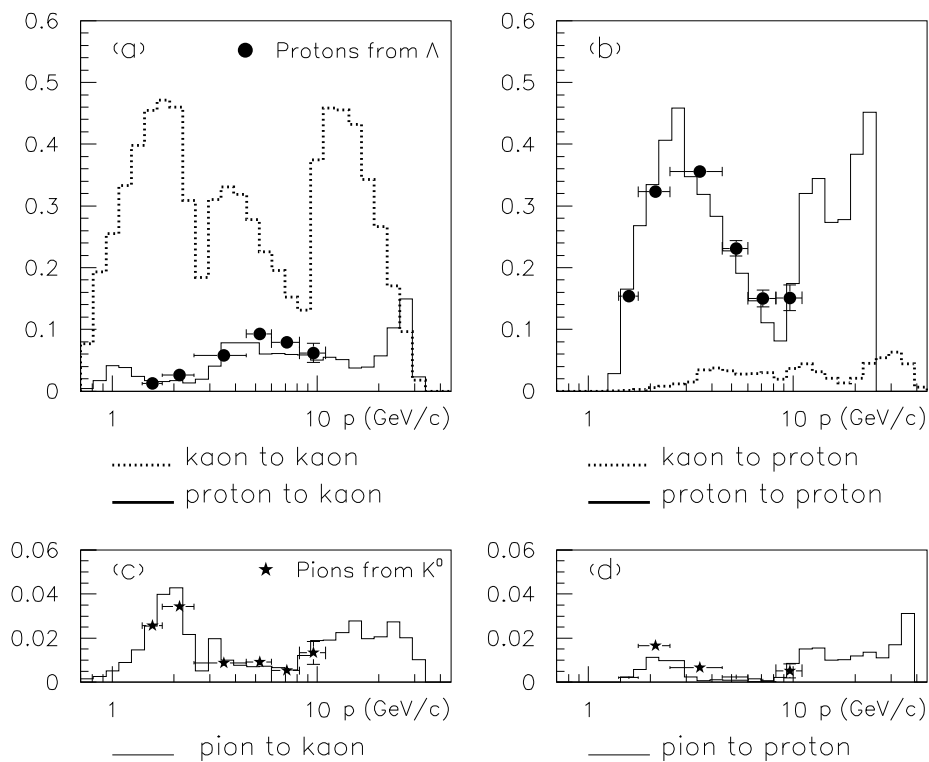 0.6 0.6
(a) ● Protons from Λ (b)
0.5 0.5
0.4 0.4
0.3 0.3
0.2 0.2
0.1 0.1
0 0
1 10 p (GeV/c) 1 10 p (GeV/c)
kaon to kaon kaon to proton
proton to kaon proton to proton
0.06 0.06
(c) ★ Pions from K⁰ (d)
0.04 0.04
0.02 0.02
0 0
1 10 p (GeV/c) 1 10 p (GeV/c)
pion to kaon pion to proton